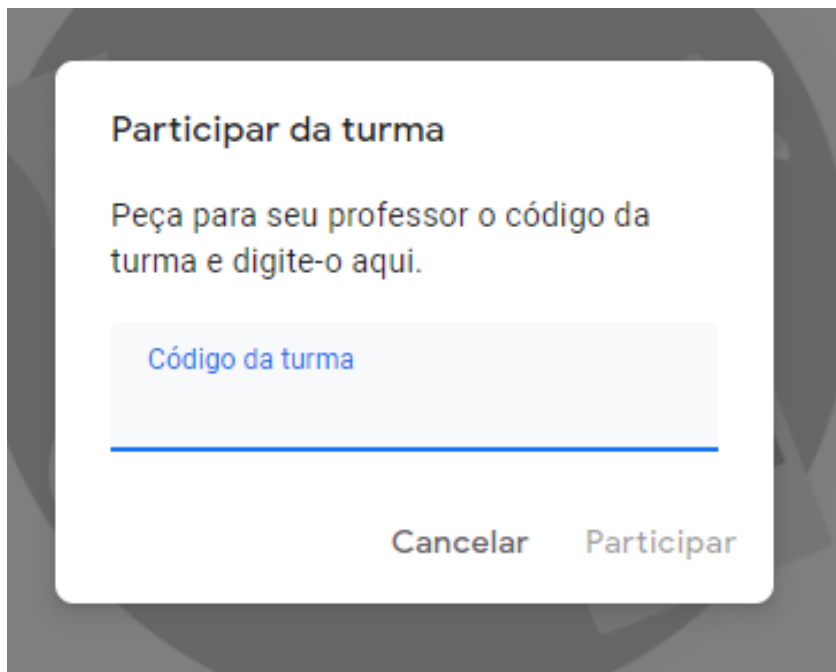 Participar da turma
Peça para seu professor o código da
turma e digite-o aqui.
Código da turma
Cancelar Participar